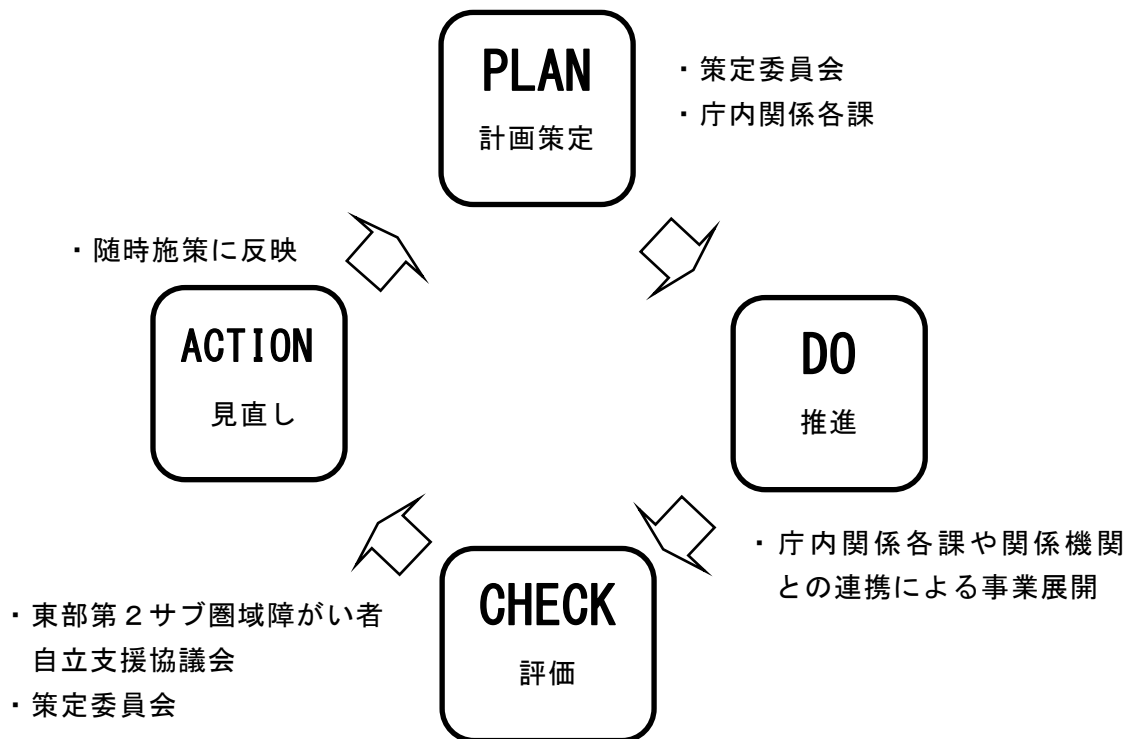 PLAN
計画策定
・策定委員会
・庁内関係各課
・随時施策に反映
ACTION
見直し
DO
推進
・庁内関係各課や関係機関
との連携による事業展開
CHECK
評価
・東部第２サブ圏域障がい者
自立支援協議会
・策定委員会